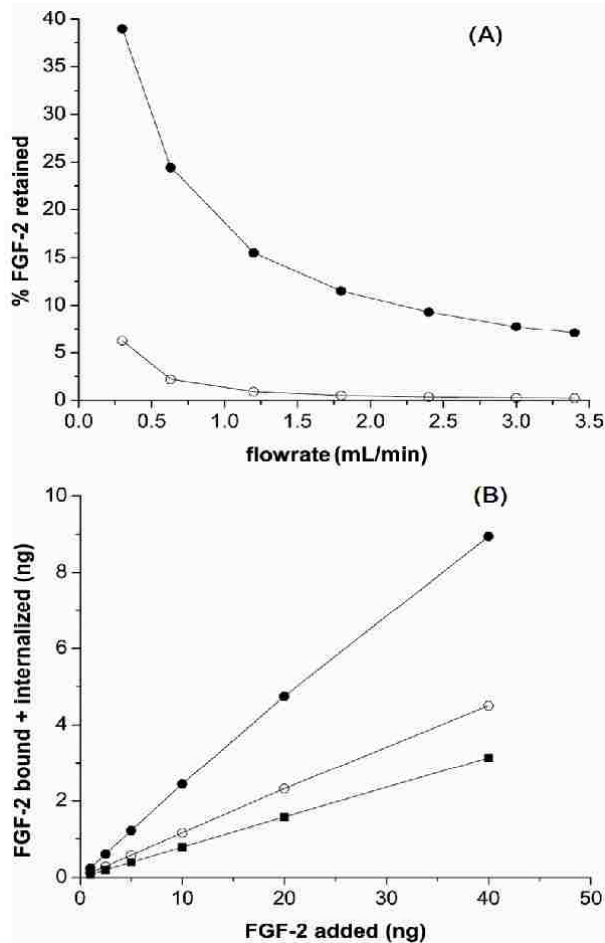 (A)
% FGF-2 retained
40
35
30
25
20
15
10
5
0
0.0 0.5 1.0 1.5 2.0 2.5 3.0 3.5
flowrate (mL/min)
(B)
FGF-2 bound + internalized (ng)
10
8
6
4
2
0
0 10 20 30 40 50
FGF-2 added (ng)